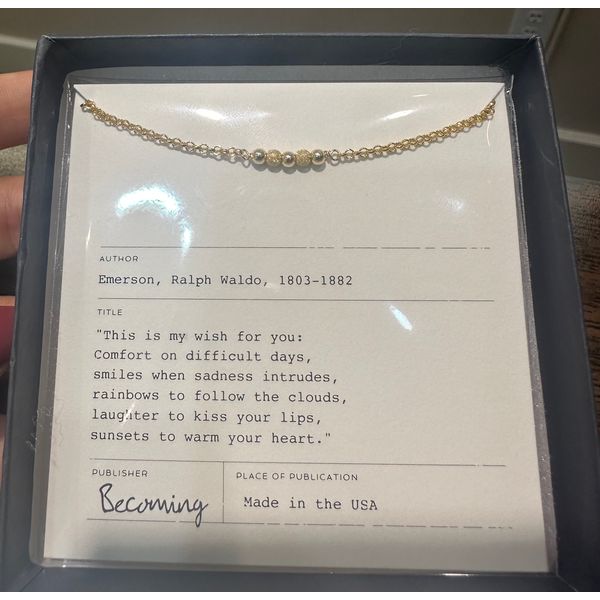 AUTHOR
Emerson, Ralph Waldo, 1803-1882
TITLE
"This is my wish for you:
Comfort on difficult days,
smiles when sadness intrudes,
rainbows to follow the clouds,
laughter to kiss your lips,
sunsets to warm your heart."
PUBLISHER
Becoming
PLACE OF PUBLICATION
Made in the USA